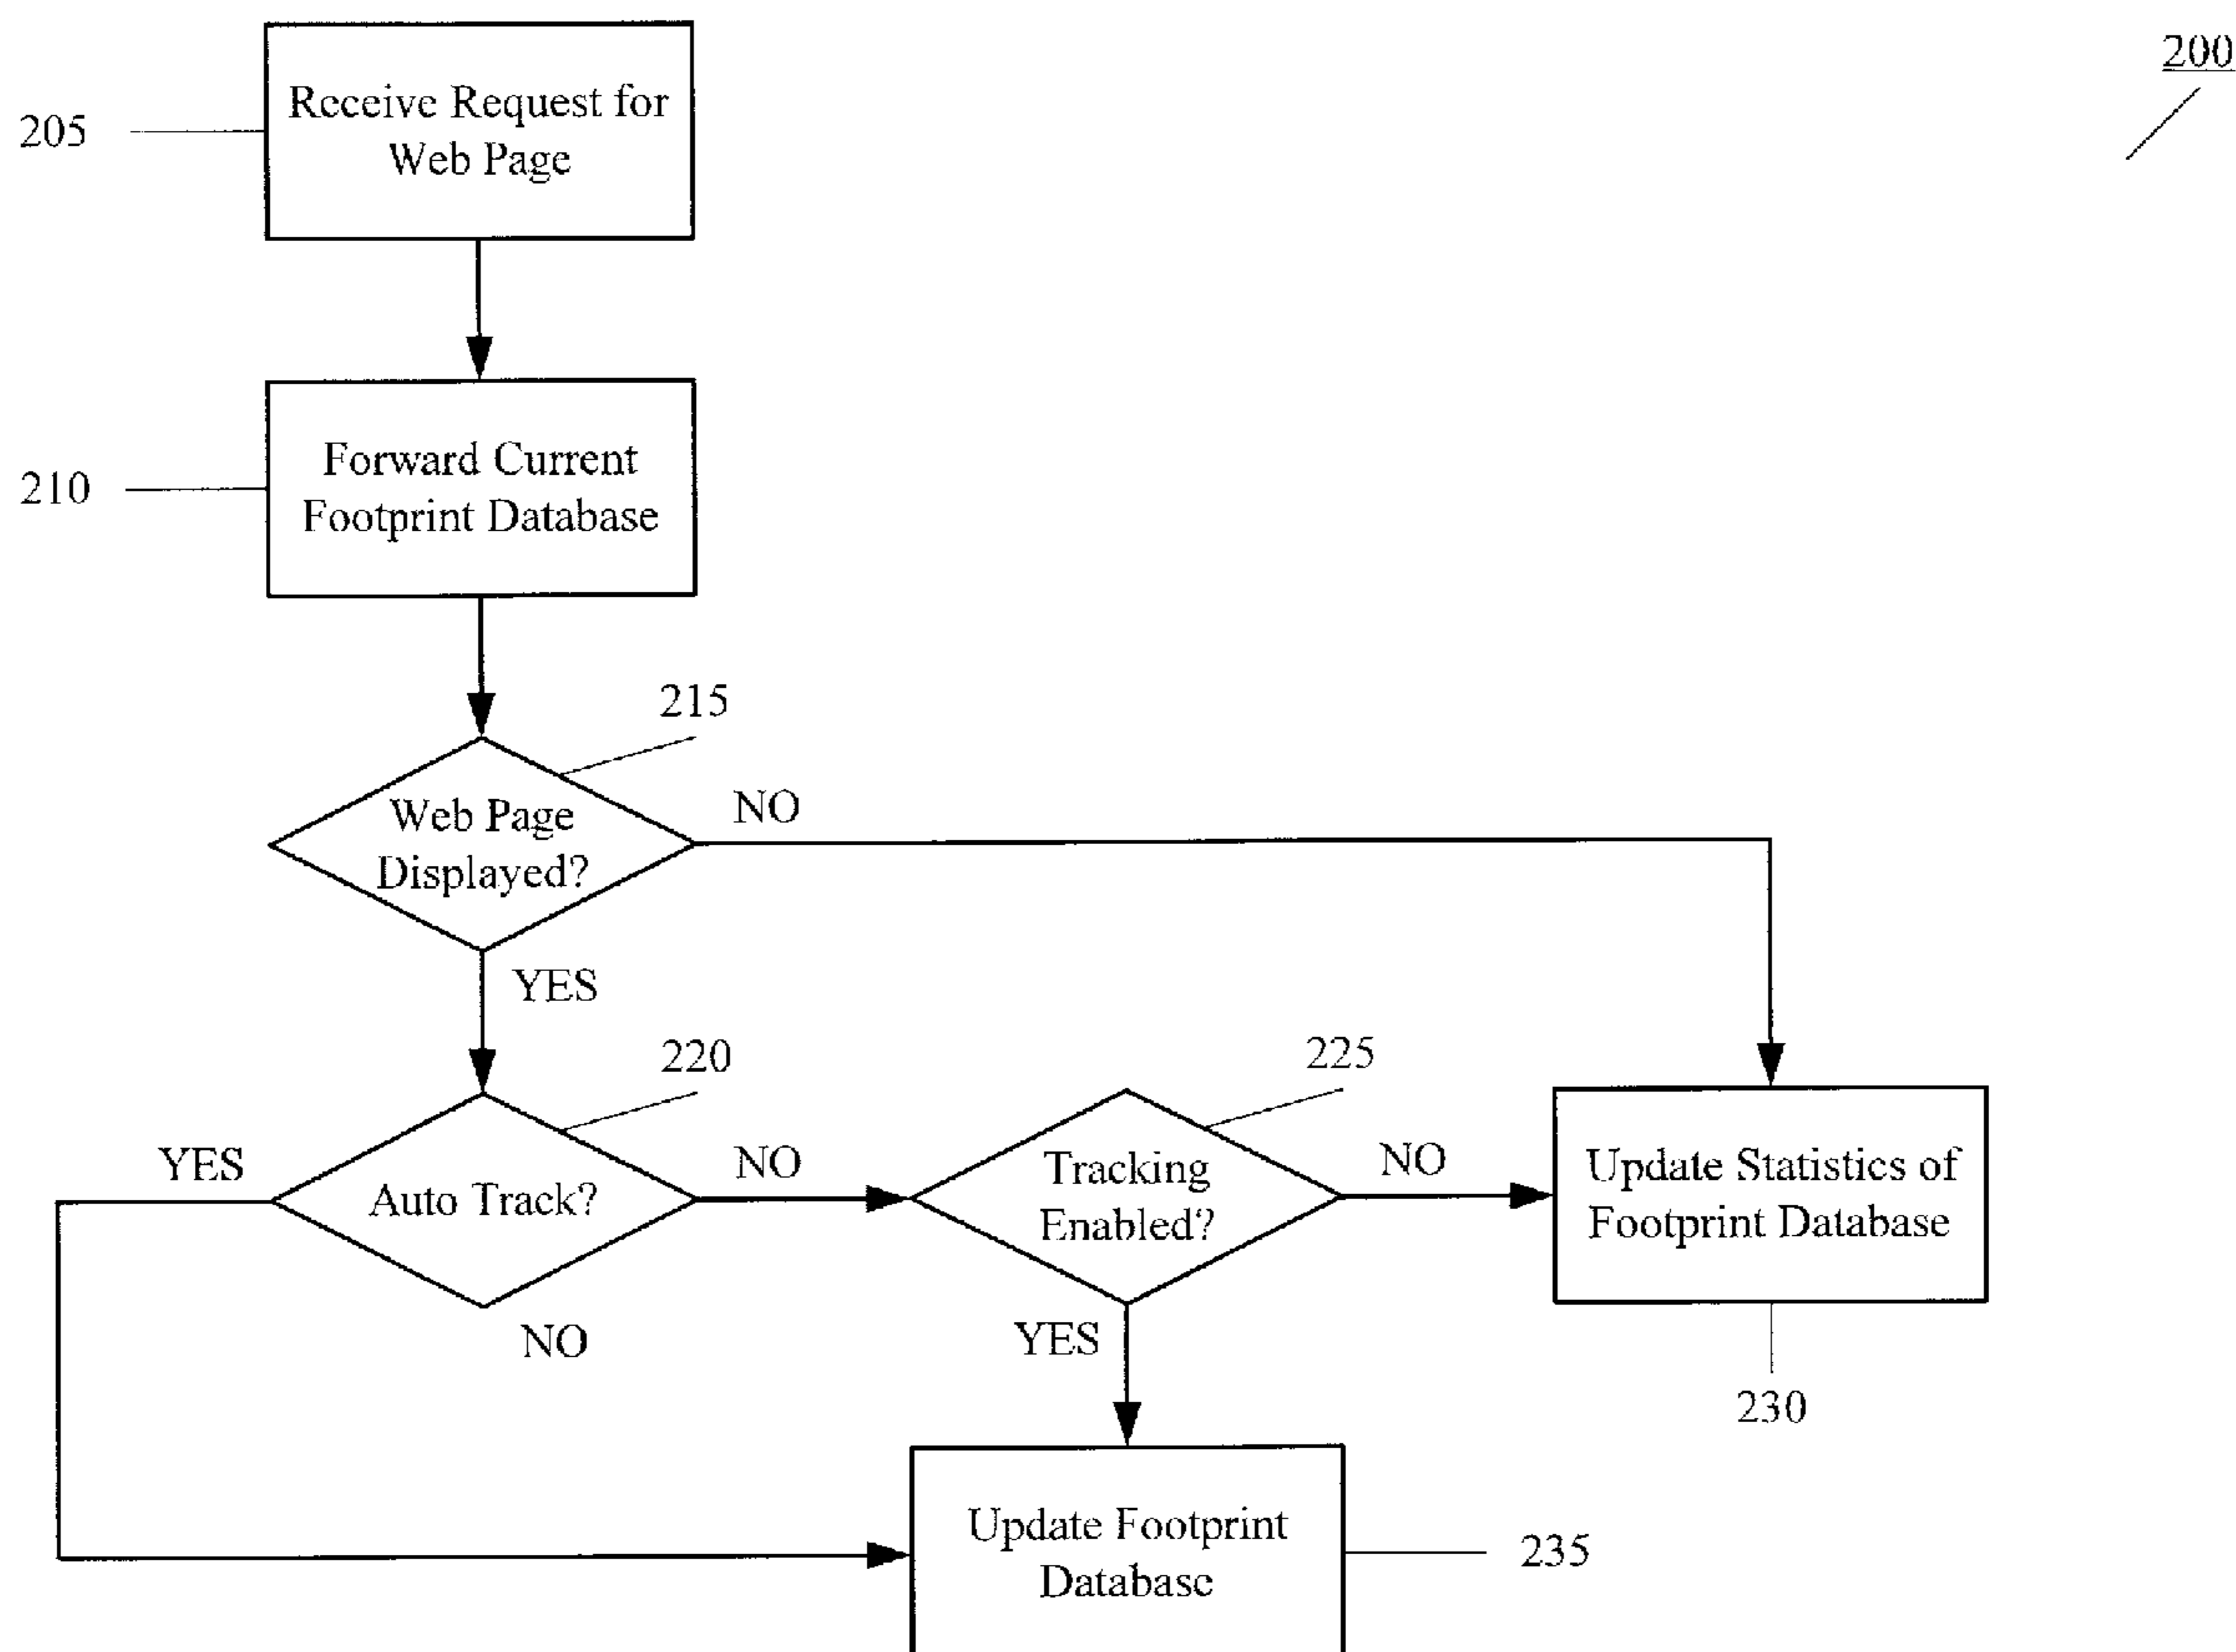 200
Receive Request for
Web Page
205
Forward Current
Footprint Database
210
215
Web Page
Displayed?
NO
YES
220
225
YES
Auto Track?
NO
Tracking
Enabled?
NO
Update Statistics of
Footprint Database
NO
YES
230
Update Footprint
Database
235